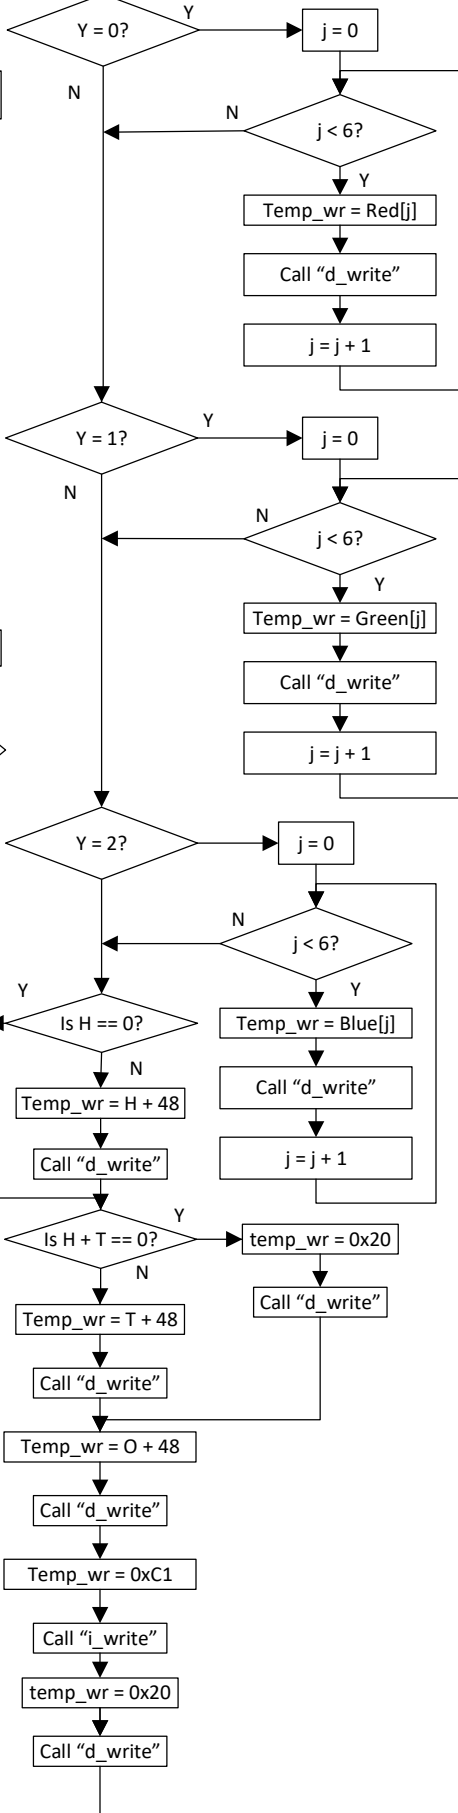 Y = 0?
Y
j = 0
N
N
j < 6?
Y
Temp_wr = Red[j]
Call “d_write”
j = j + 1
Y = 1?
Y
j = 0
N
N
j < 6?
Y
Temp_wr = Green[j]
Call “d_write”
j = j + 1
Y = 2?
j = 0
N
j < 6?
Y
Temp_wr = Blue[j]
Call “d_write”
j = j + 1
Y
Is H == 0?
N
Temp_wr = H + 48
Call “d_write”
Is H + T == 0?
Y
temp_wr = 0x20
Call “d_write”
N
Temp_wr = T + 48
Call “d_write”
Temp_wr = O + 48
Call “d_write”
Temp_wr = 0xC1
Call “i_write”
temp_wr = 0x20
Call “d_write”